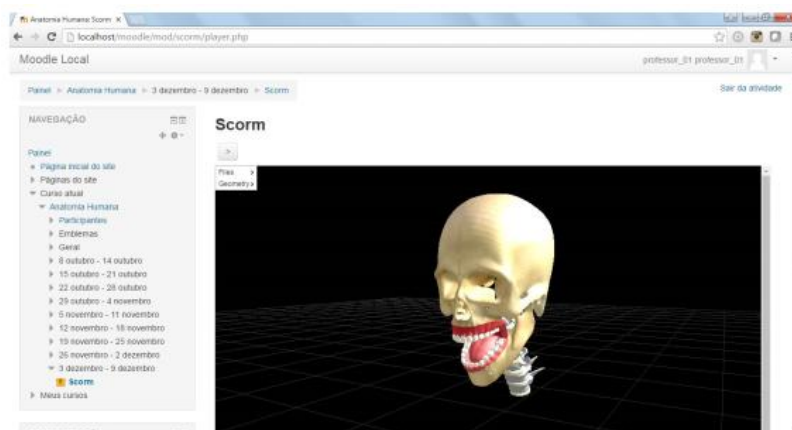 Anatomia Humana: Scorm
localhost/moodle/mod/scorm/player.php
Moodle Local
professor_01 professor_01
Painel ► Anatomia Humana ► 3 dezembro - 9 dezembro ► Scorm
Sair da atividade
NAVEGAÇÃO
Painel
Página inicial do site
Páginas do site
Curso atual
Anatomia Humana
Participantes
Emblemas
Geral
8 outubro - 14 outubro
15 outubro - 21 outubro
22 outubro - 28 outubro
29 outubro - 4 novembro
5 novembro - 11 novembro
12 novembro - 18 novembro
19 novembro - 25 novembro
26 novembro - 2 dezembro
3 dezembro - 9 dezembro
Scorm
Meus cursos
Scorm
>
Files >
Geometry >